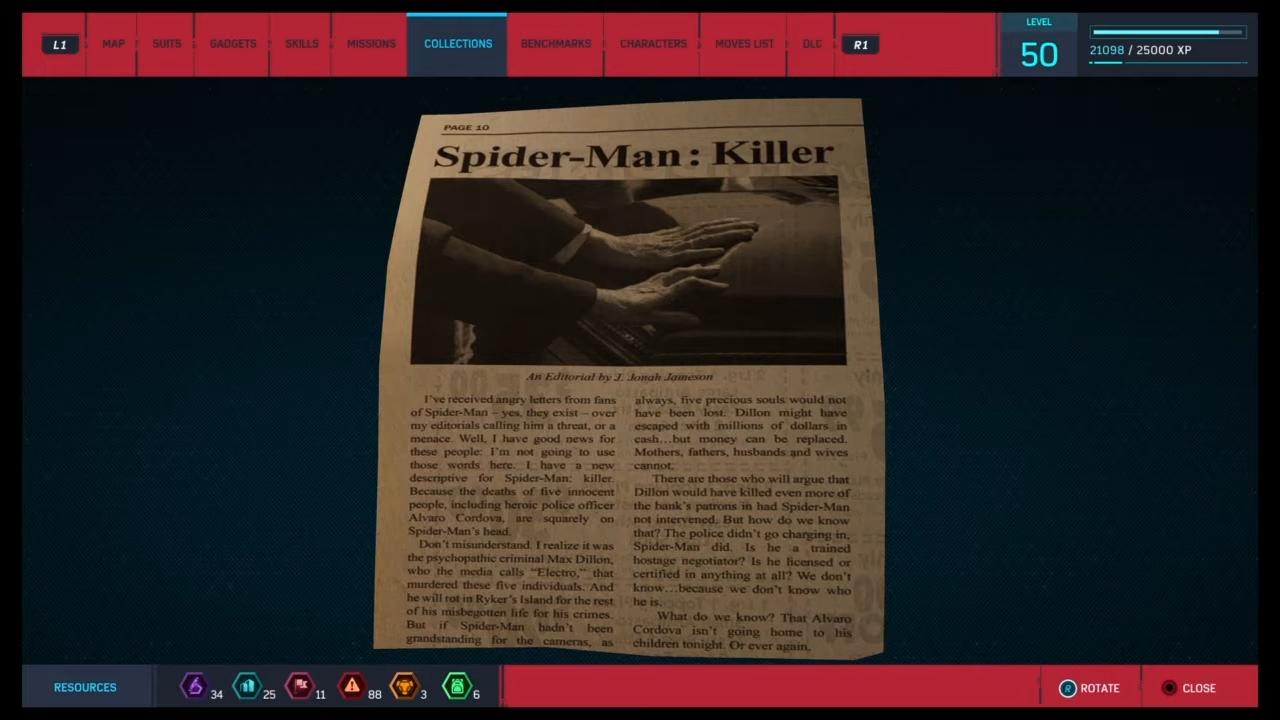 L1
MAP
SUITS
GADGETS
SKILLS
MISSIONS
COLLECTIONS
BENCHMARKS
CHARACTERS
MOVES LIST
DLC
R1
LEVEL
50
21098 / 25000 XP
PAGE 10
Spider-Man: Killer
An Editorial by J. Jonah Jameson
I've received angry letters from fans
of Spider-Man – yes, they exist – over
my editorials calling him a threat, or a
menace. Well, I have good news for
these people: I'm not going to use
those words here. I have a new
descriptive for Spider-Man: killer.
Because the deaths of five innocent
people, including heroic police officer
Alvaro Cordova, are squarely on
Spider-Man's head.
Don't misunderstand. I realize it was
the psychopathic criminal Max Dillon,
who the media calls "Electro," that
murdered these five individuals. And
he will rot in Ryker's Island for the rest
of his misbegotten life for his crimes.
But if Spider-Man hadn't been
grandstanding for the cameras, as
always, five precious souls would not
have been lost. Dillon might have
escaped with millions of dollars in
cash...but money can be replaced.
Mothers, fathers, husbands and wives
cannot.
There are those who will argue that
Dillon would have killed even more of
the bank's patrons in had Spider-Man
not intervened. But how do we know
that? The police didn't go charging in,
Spider-Man did. Is he a trained
hostage negotiator? Is he licensed or
certified in anything at all? We don't
know...because we don't know who
he is.
What do we know? That Alvaro
Cordova isn't going home to his
children tonight. Or ever again.
RESOURCES
34
25
11
88
3
6
R ROTATE
CLOSE